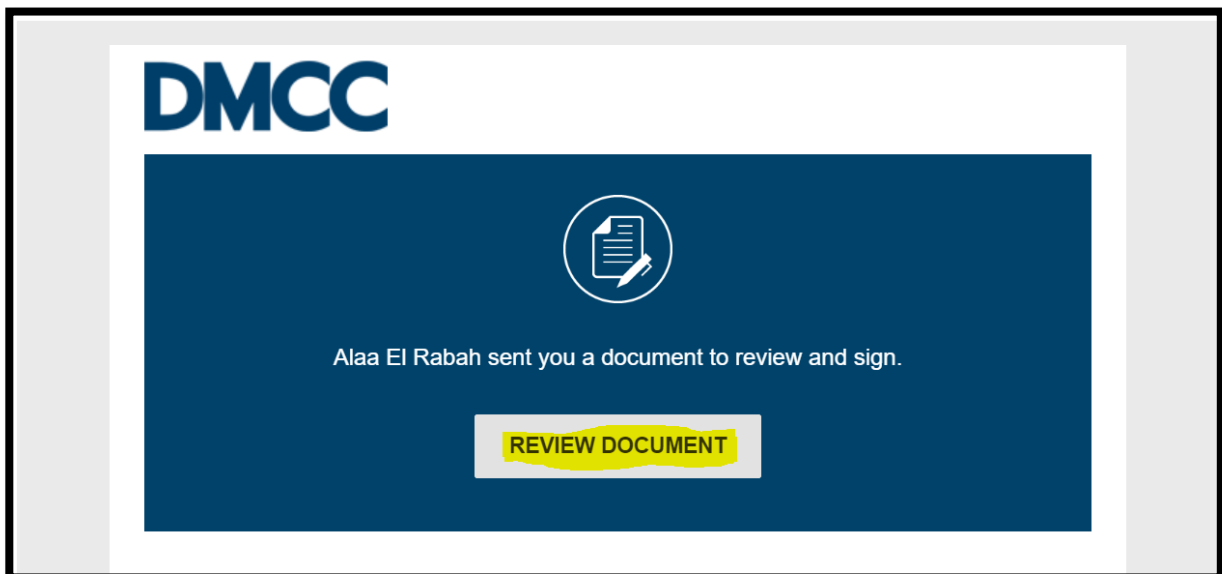 DMCC
Alaa El Rabah sent you a document to review and sign.
REVIEW DOCUMENT